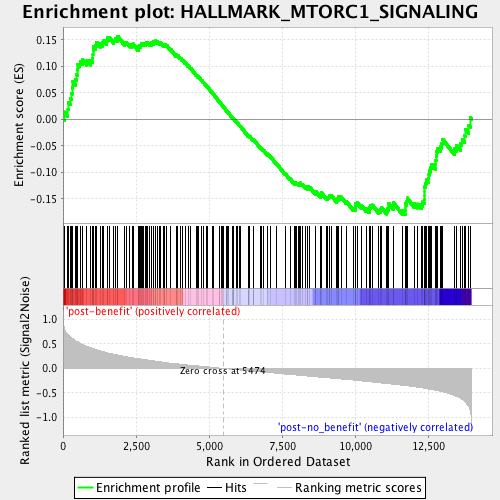 Enrichment plot: HALLMARK_MTORC1_SIGNALING
Enrichment score (ES)
0.15
0.10
0.05
0.00
-0.05
-0.10
-0.15
'post-benefit' (positively correlated)
Ranked list metric (Signal2Noise)
1.0
0.5
0.0
-0.5
-1.0
Zero cross at 5474
'post-no_benefit' (negatively correlated)
0
2,500
5,000
7,500
10,000
12,500
Rank in Ordered Dataset
Enrichment profile
Hits
Ranking metric scores